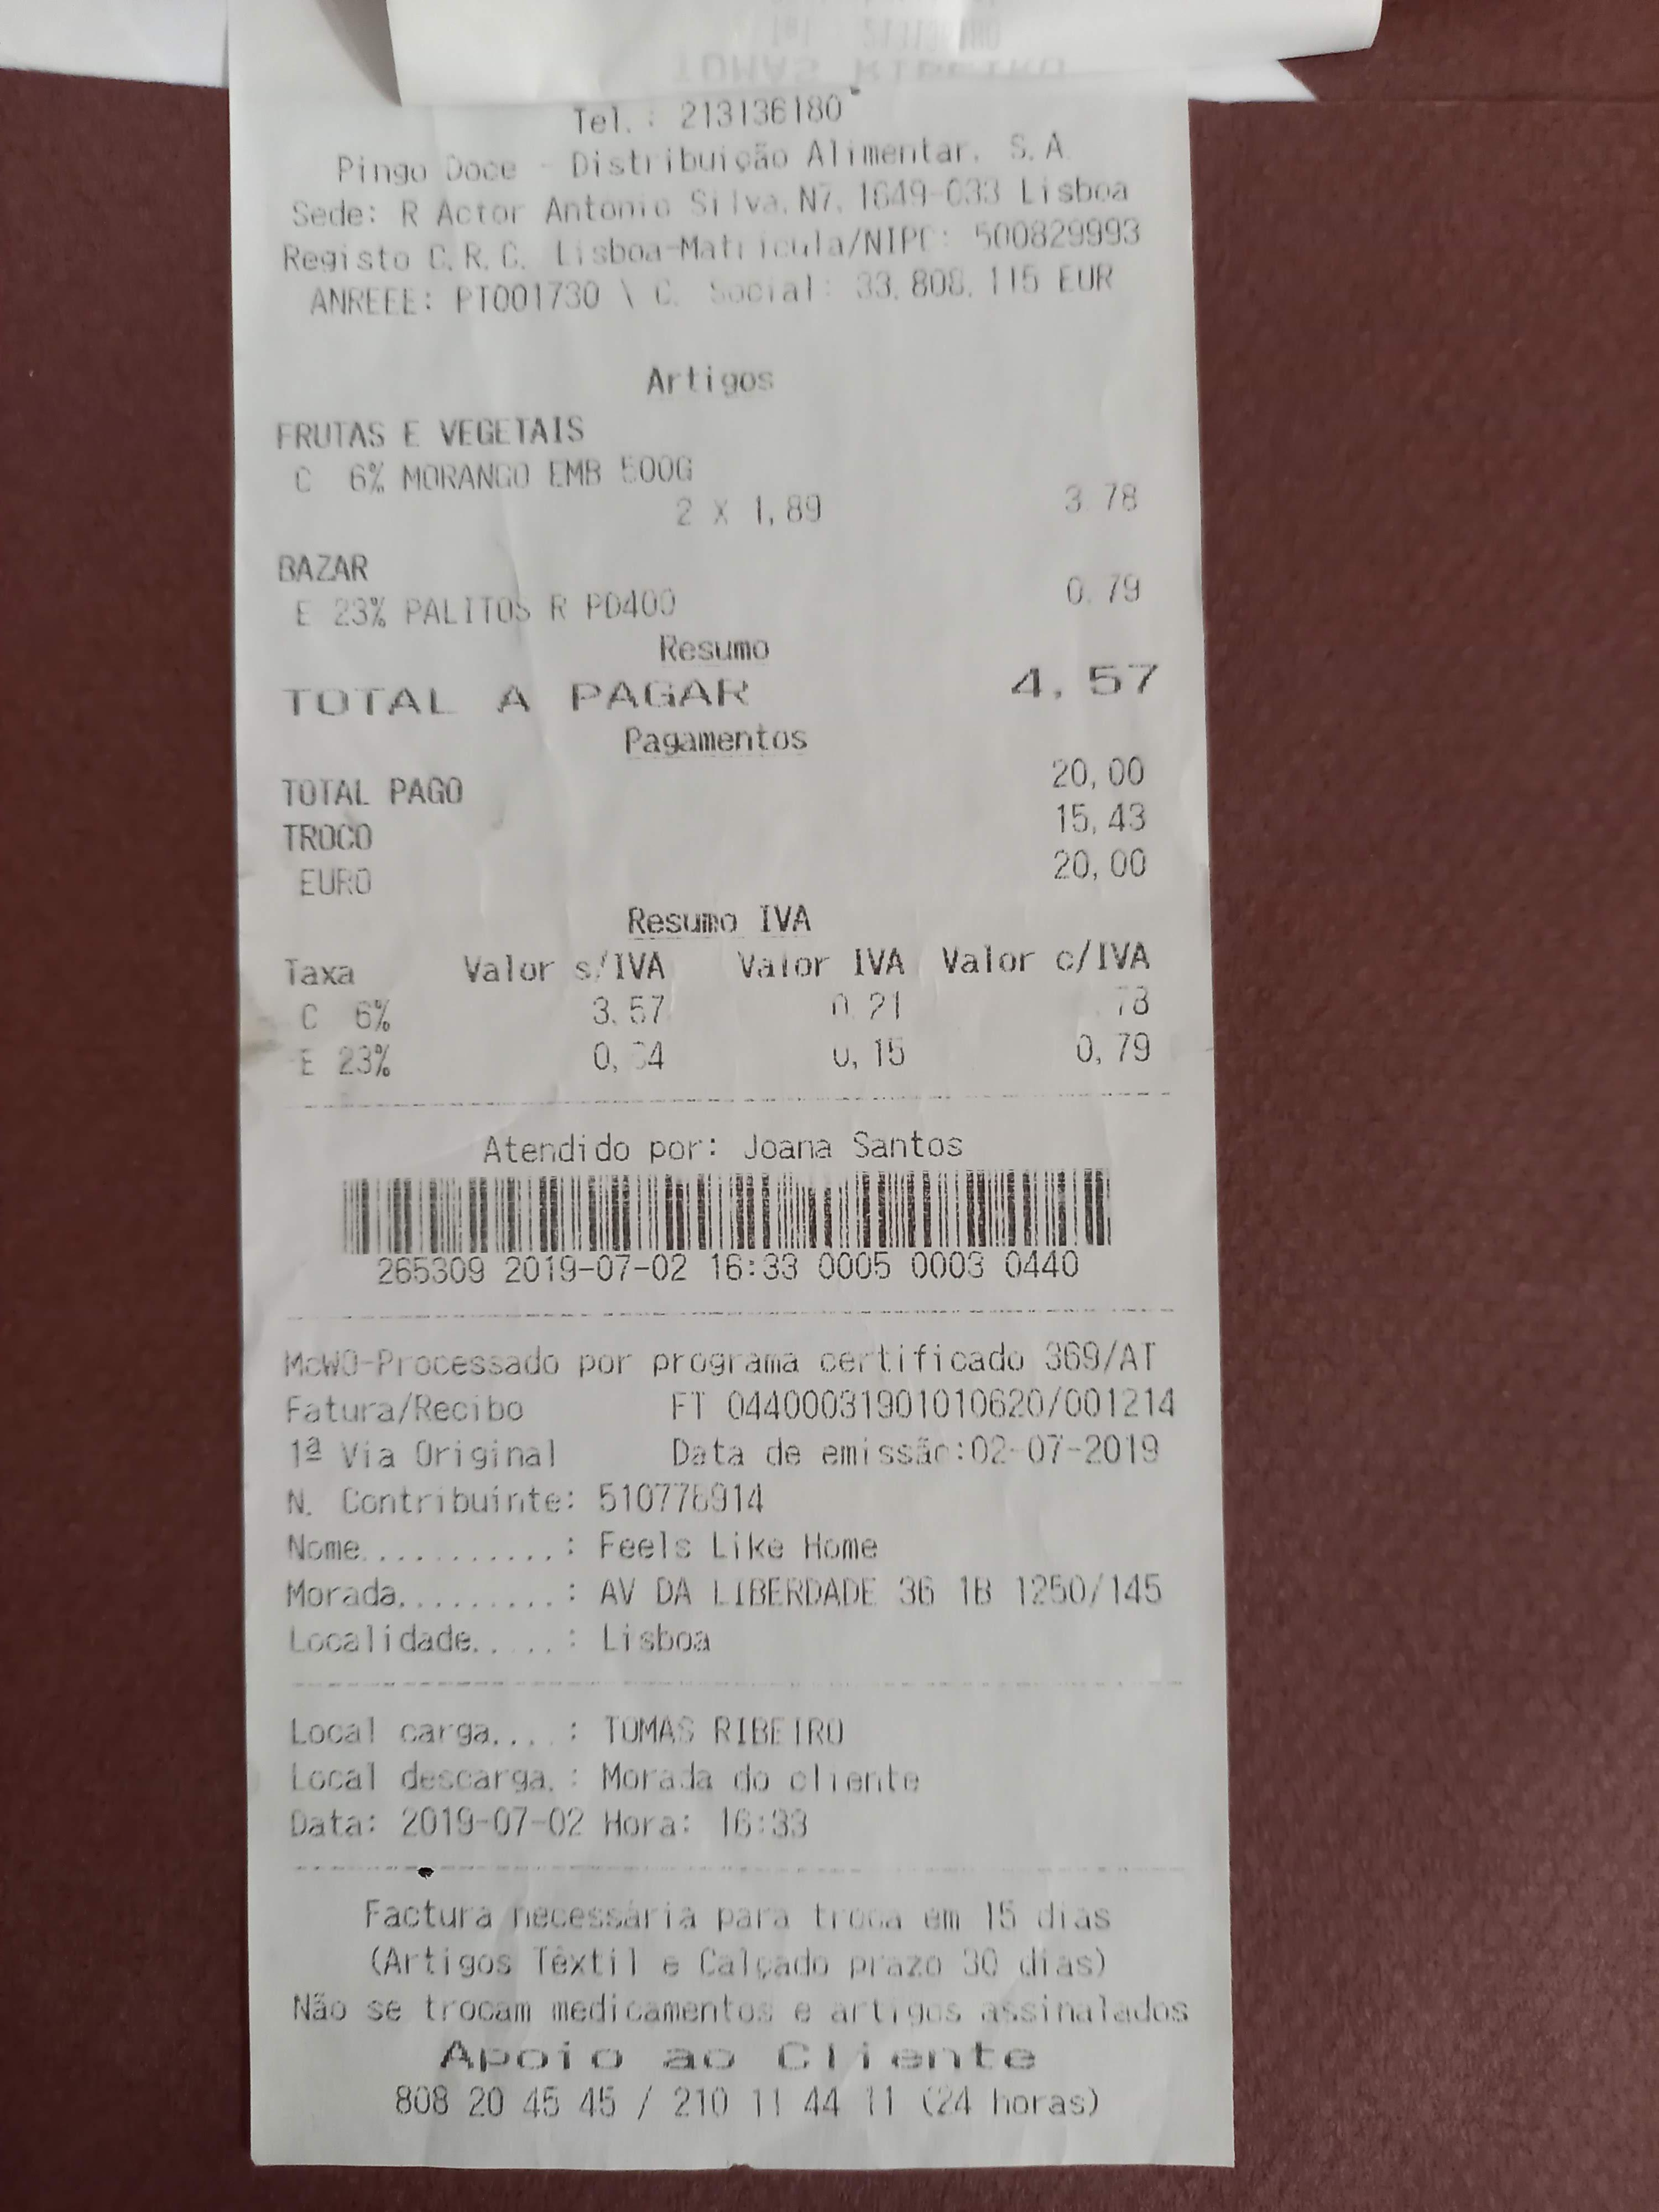 Tel. : 213136180
Pingo Doce - Distribuição Alimentar, S.A.
Sede: R Actor Antonio Silva,N7, 1649-033 Lisboa
Registo C.R.C. Lisboa-Matricula/NIPC: 500829993
ANREEE: PT001730 \ C. Social: 33.808.115 EUR
Artigos
FRUTAS E VEGETAIS
C 6% MORANGO EMB 500G
2 X 1,89 3,78
BAZAR
E 23% PALITOS R PD400 0,79
Resumo
TOTAL A PAGAR 4,57
Pagamentos
TOTAL PAGO 20,00
TROCO 15,43
EURO 20,00
Resumo IVA
Taxa Valor s/IVA Valor IVA Valor c/IVA
C 6% 3,57 0,21
E 23% 0,15 0,79
Atendido por: Joana Santos
265309 2019-07-02 16:33 0005 0003 0440
McWO-Processado por programa certificado 369/AT
Fatura/Recibo FT 04400031901010620/001214
1ª Via Original Data de emissão:02-07-2019
N. Contribuinte:
Nome...........: Feels Like Home
Morada.........: AV DA LIBERDADE 36 1B 1250/145
Localidade.....: Lisboa
Local carga....: TOMAS RIBEIRO
Local descarga.: Morada do cliente
Data: 2019-07-02 Hora: 16:33
Factura necessária para troca em 15 dias
(Artigos Têxtil e Calçado prazo 30 dias)
Não se trocam medicamentos e artigos assinalados
Apoio ao Cliente
808 20 45 45 / 210 11 44 11 (24 horas)